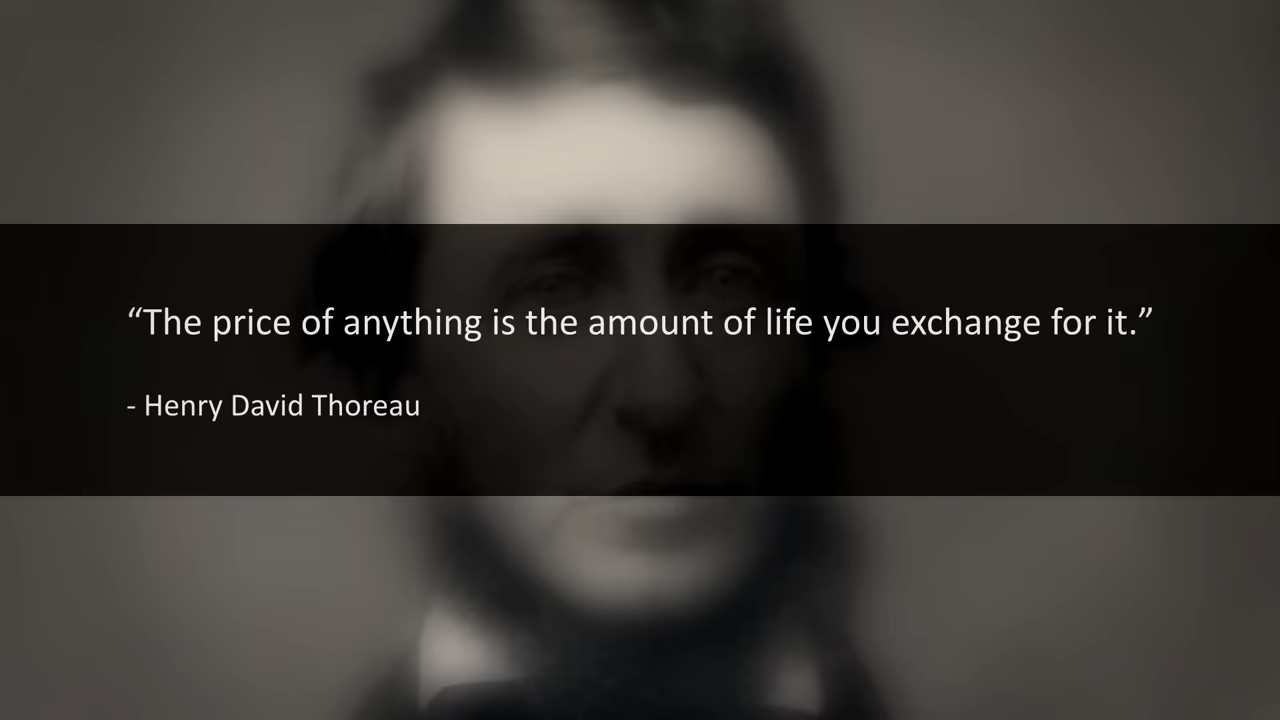 “The price of anything is the amount of life you exchange for it.”
- Henry David Thoreau